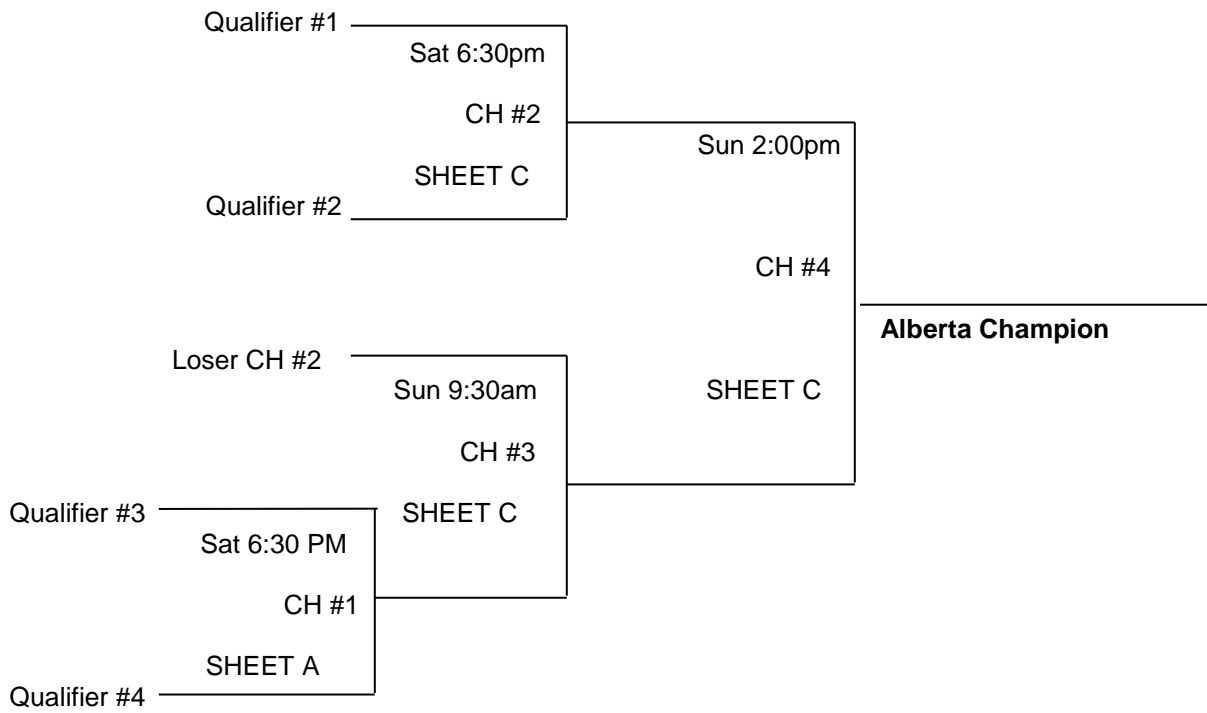 Qualifier #1
Sat 6:30pm
CH #2
SHEET C
Qualifier #2
Sun 2:00pm
CH #4
SHEET C
Alberta Champion
Loser CH #2
Sun 9:30am
CH #3
SHEET C
Qualifier #3
Sat 6:30 PM
CH #1
SHEET A
Qualifier #4